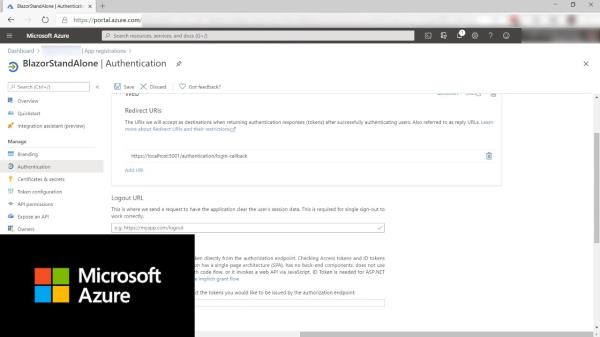 BlazorStandAlone | Authentication
https://portal.azure.com/
Microsoft Azure
Search resources, services, and docs (G+/)
Dashboard > | App registrations >
BlazorStandAlone | Authentication
Search (Ctrl+/)
Save
Discard
Got feedback?
Overview
Quickstart
Integration assistant (preview)
Manage
Branding
Authentication
Certificates & secrets
Token configuration
API permissions
Expose an API
Owners
Web
Redirect URIs
The URIs we will accept as destinations when returning authentication responses (tokens) after successfully authenticating users. Also referred to as reply URLs. Learn
more about Redirect URIs and their restrictions
https://localhost:5001/authentication/login-callback
Add URI
Logout URL
This is where we send a request to have the application clear the user's session data. This is required for single sign-out to
work correctly.
e.g. https://myapp.com/logout
ken directly from the authorization endpoint. Checking Access tokens and ID tokens
on has a single-page architecture (SPA), has no back-end components, does not use
h code flow, or it invokes a web API via JavaScript. ID Token is needed for ASP.NET
e implicit grant flow
t the tokens you would like to be issued by the authorization endpoint:
Microsoft
Azure